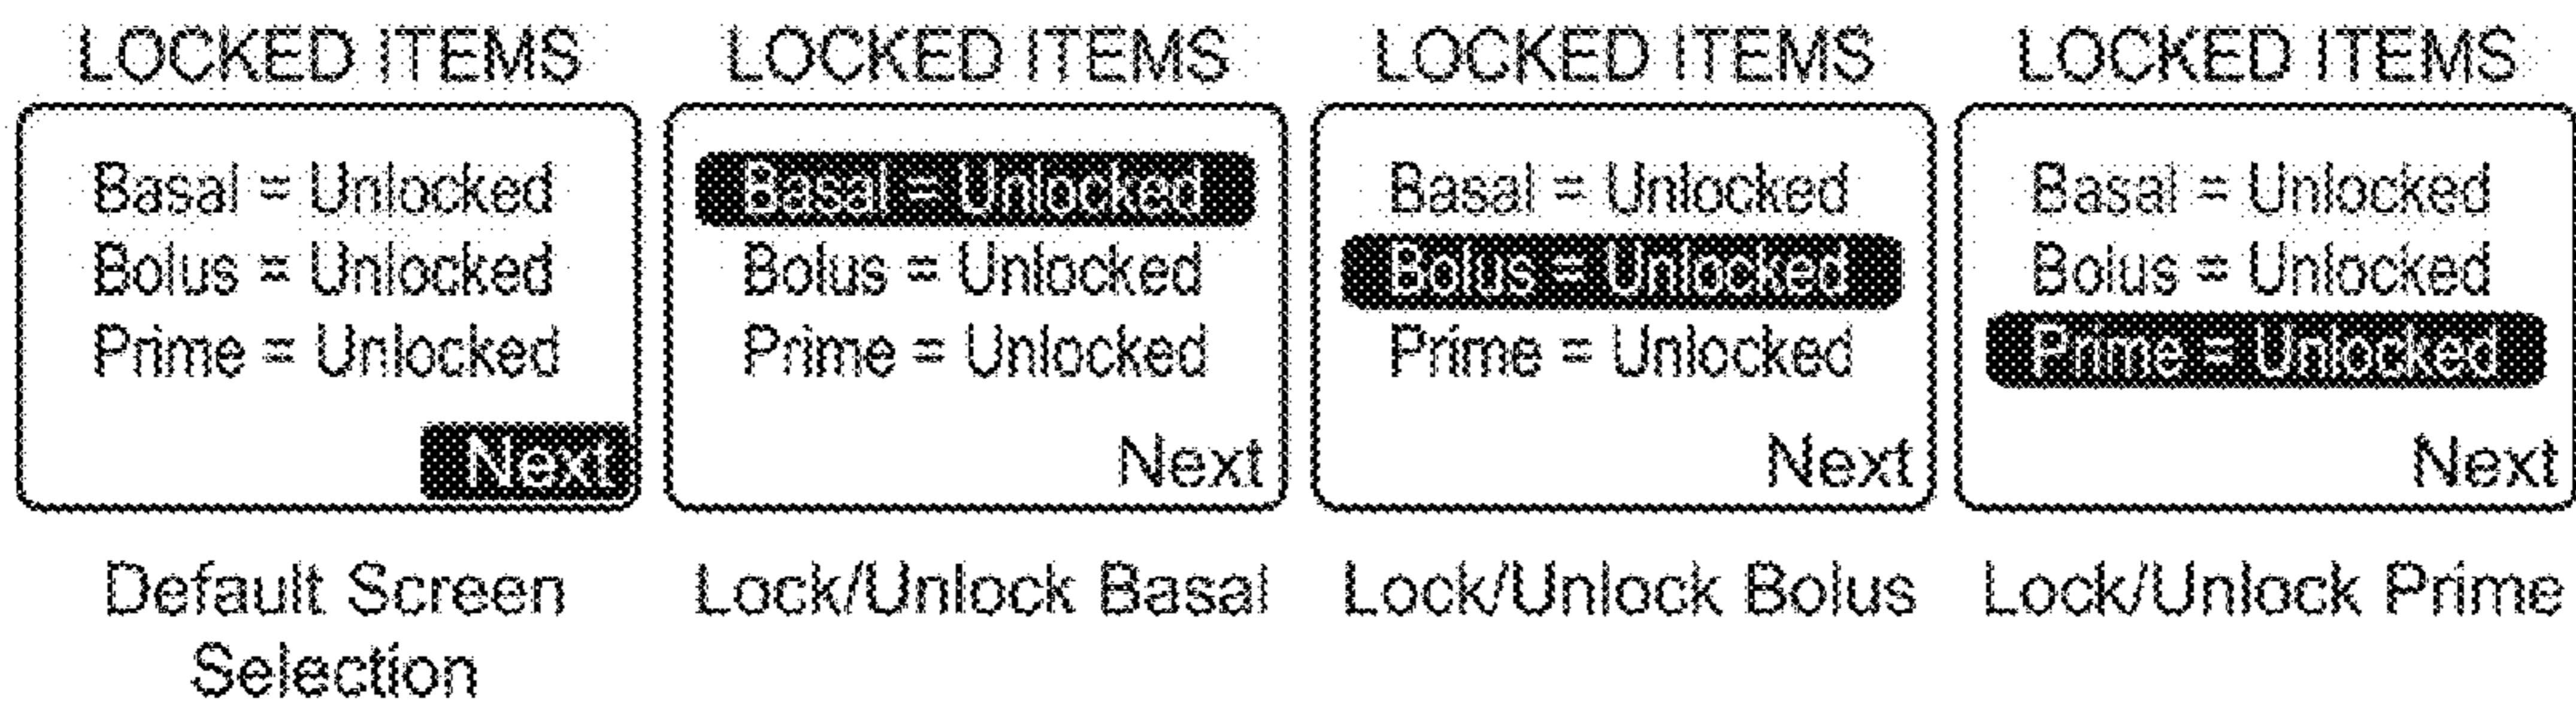 LOCKED ITEMS
Basal = Unlocked
Bolus = Unlocked
Prime = Unlocked
Next
Default Screen
Selection
LOCKED ITEMS
Basal = Unlocked
Bolus = Unlocked
Prime = Unlocked
Next
Lock/Unlock Basal
LOCKED ITEMS
Basal = Unlocked
Bolus = Unlocked
Prime = Unlocked
Next
Lock/Unlock Bolus
LOCKED ITEMS
Basal = Unlocked
Bolus = Unlocked
Prime = Unlocked
Next
Lock/Unlock Prime